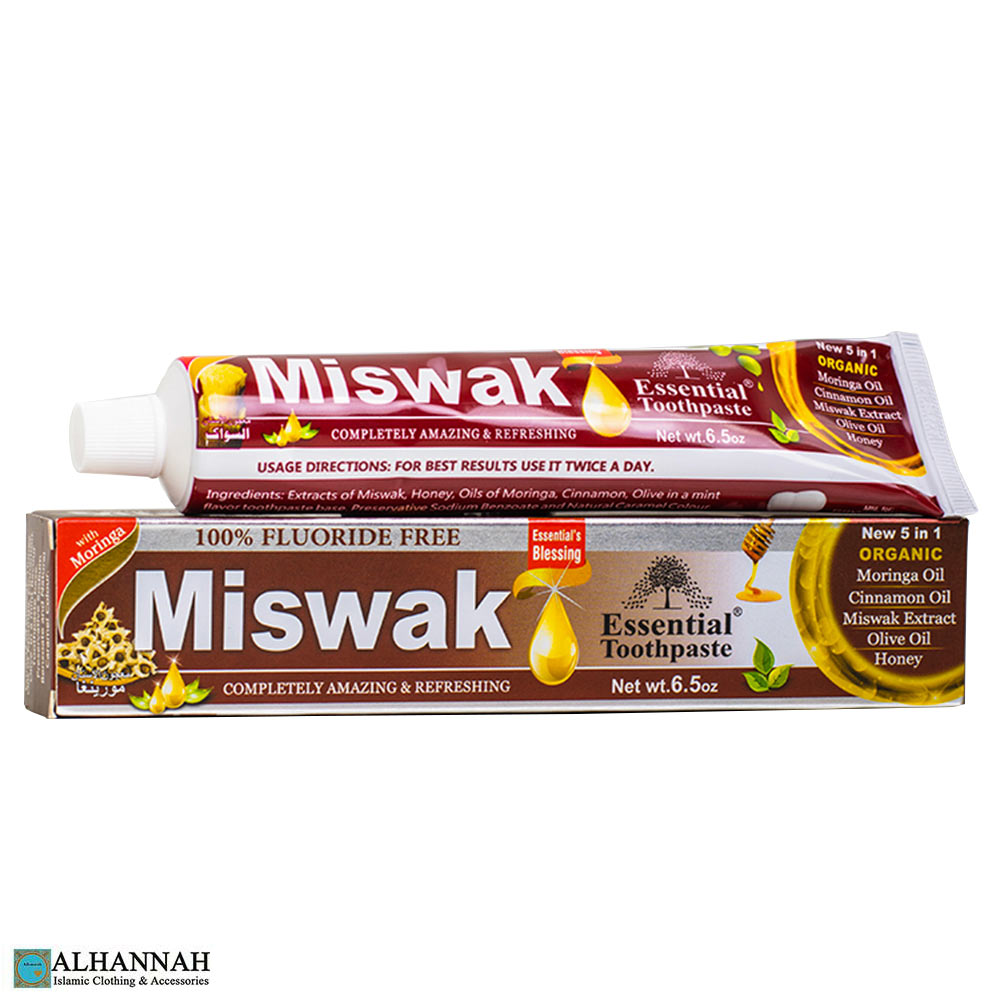 Miswak
Blessing
Essential®
Toothpaste
Net wt.6.5oz
COMPLETELY AMAZING & REFRESHING
السواك
New 5 in 1
ORGANIC
Moringa Oil
Cinnamon Oil
Miswak Extract
Olive Oil
Honey
USAGE DIRECTIONS: FOR BEST RESULTS USE IT TWICE A DAY.
Ingredients: Extracts of Miswak, Honey, Oils of Moringa, Cinnamon, Olive in a mint
flavor toothpaste base, Preservative Sodium Benzoate and Natural Caramel Colour
with
Moringa
100% FLUORIDE FREE
Essential's
Blessing
Miswak
Essential®
Toothpaste
Net wt.6.5oz
COMPLETELY AMAZING & REFRESHING
مورينغا
New 5 in 1
ORGANIC
Moringa Oil
Cinnamon Oil
Miswak Extract
Olive Oil
Honey
ALHANNAH
Islamic Clothing & Accessories